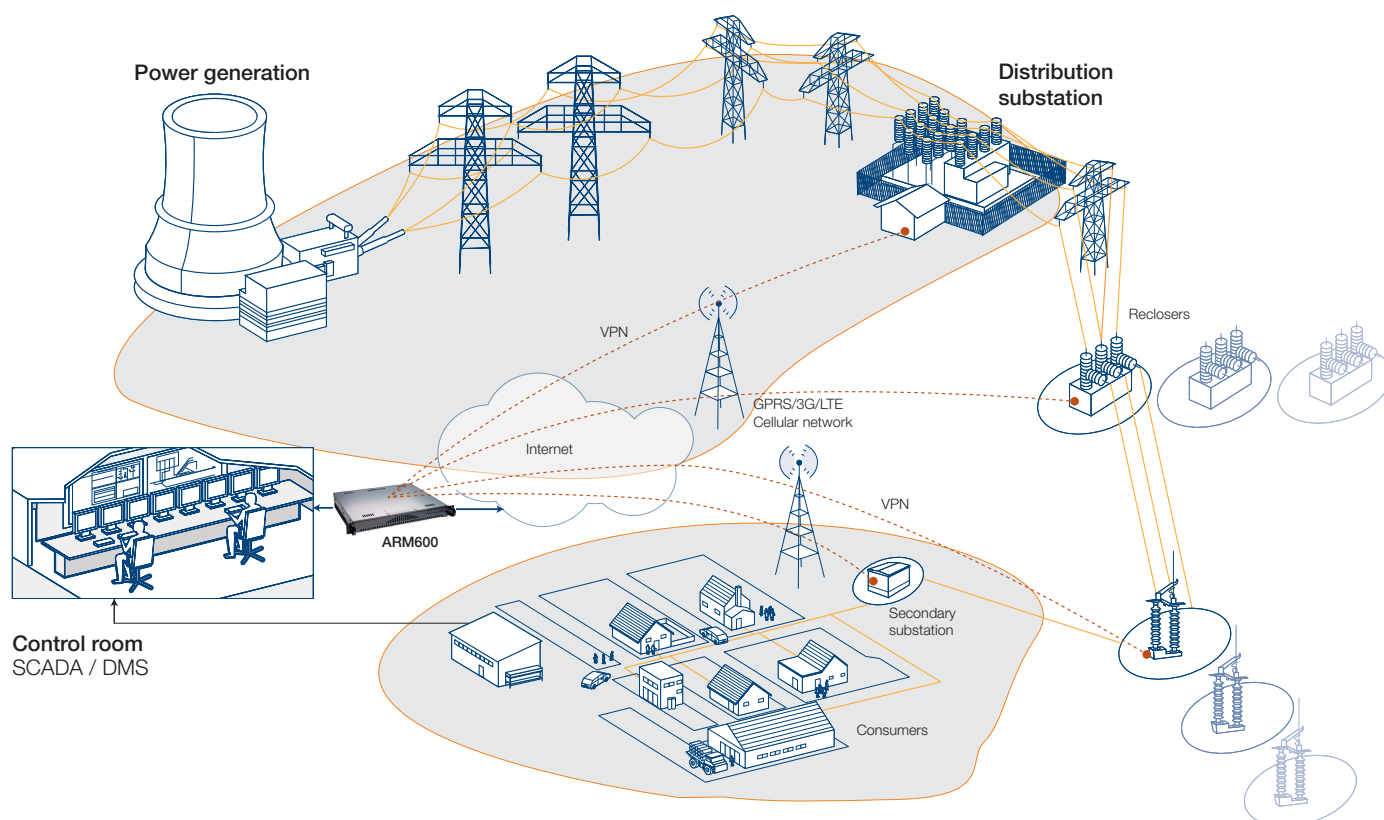 Power generation
Distribution
substation
Reclosers
VPN
GPRS/3G/LTE
Cellular network
Internet
VPN
ARM600
Secondary
substation
Control room
SCADA / DMS
Consumers